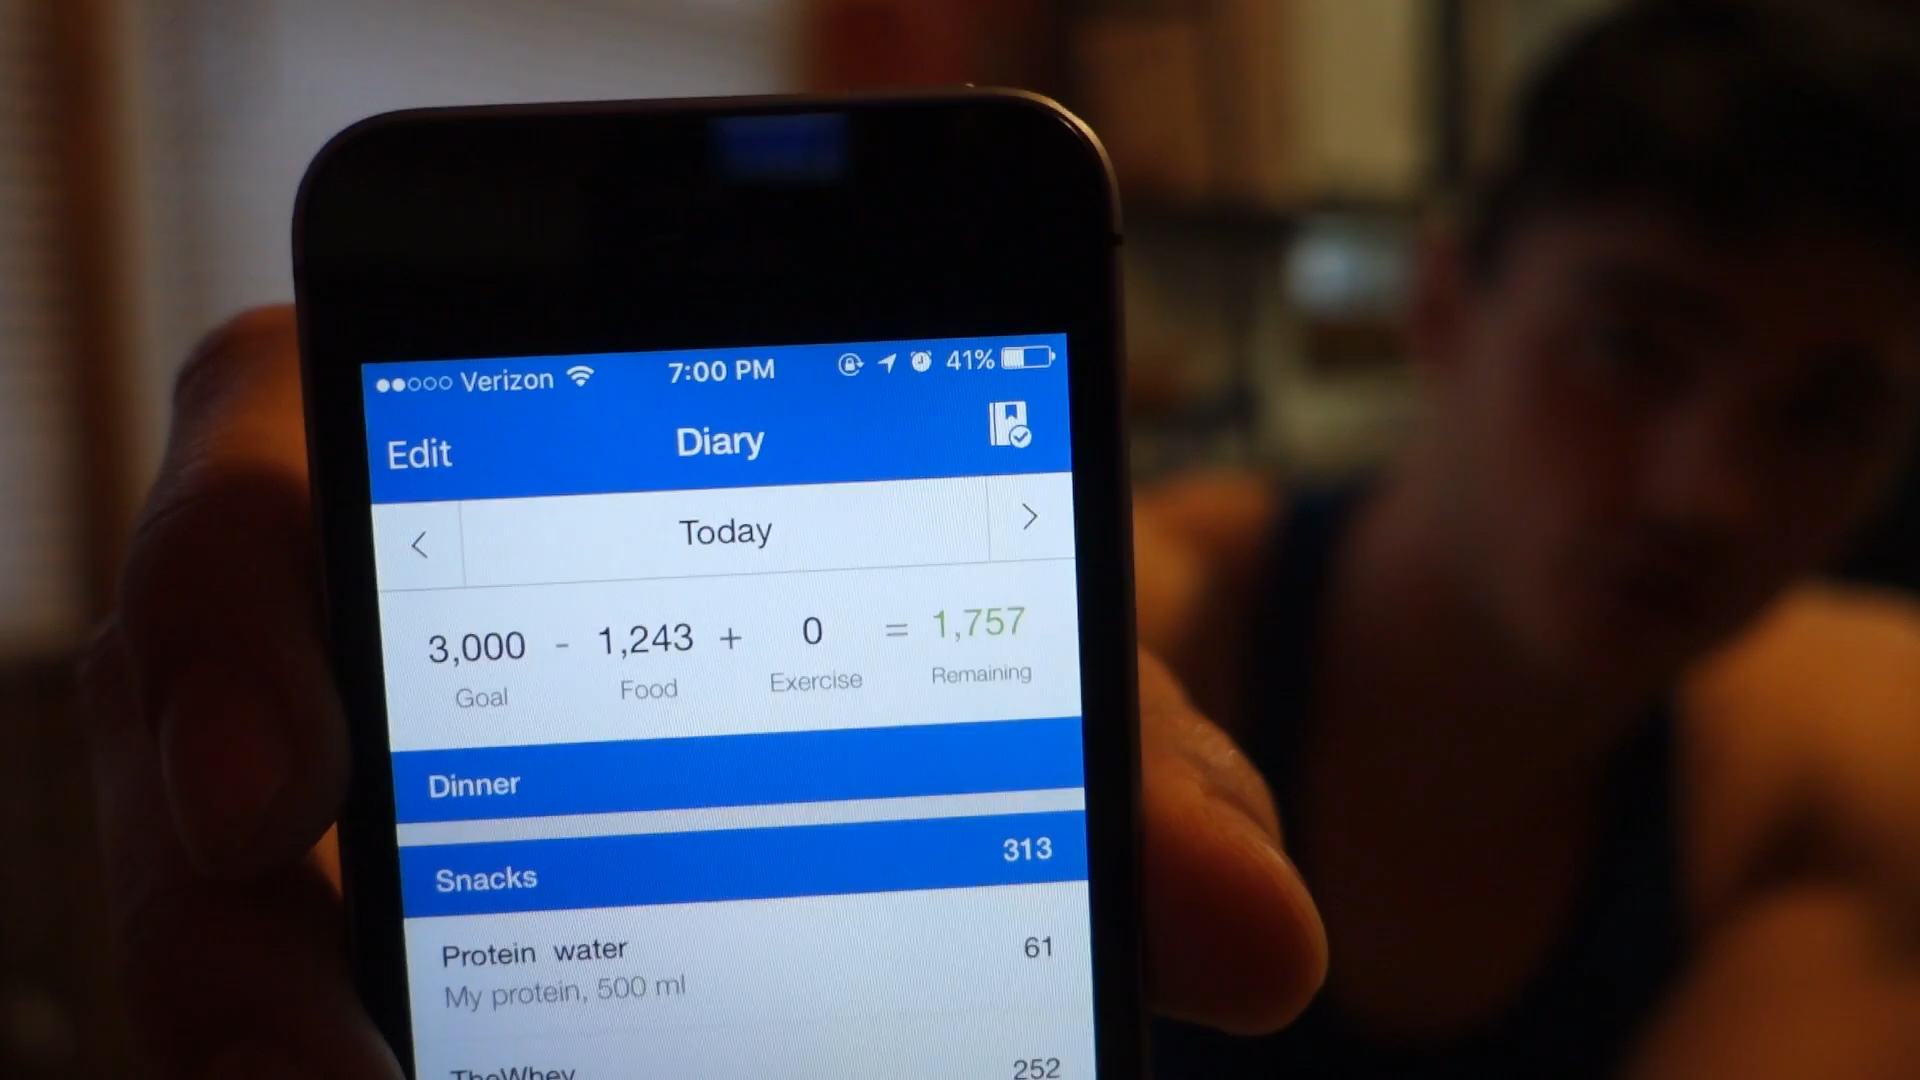 Verizon 7:00 PM 41%
Edit Diary
Today
3,000 - 1,243 + 0 = 1,757
Goal Food Exercise Remaining
Dinner
Snacks 313
Protein water 61
My protein, 500 ml
TheWhey 252